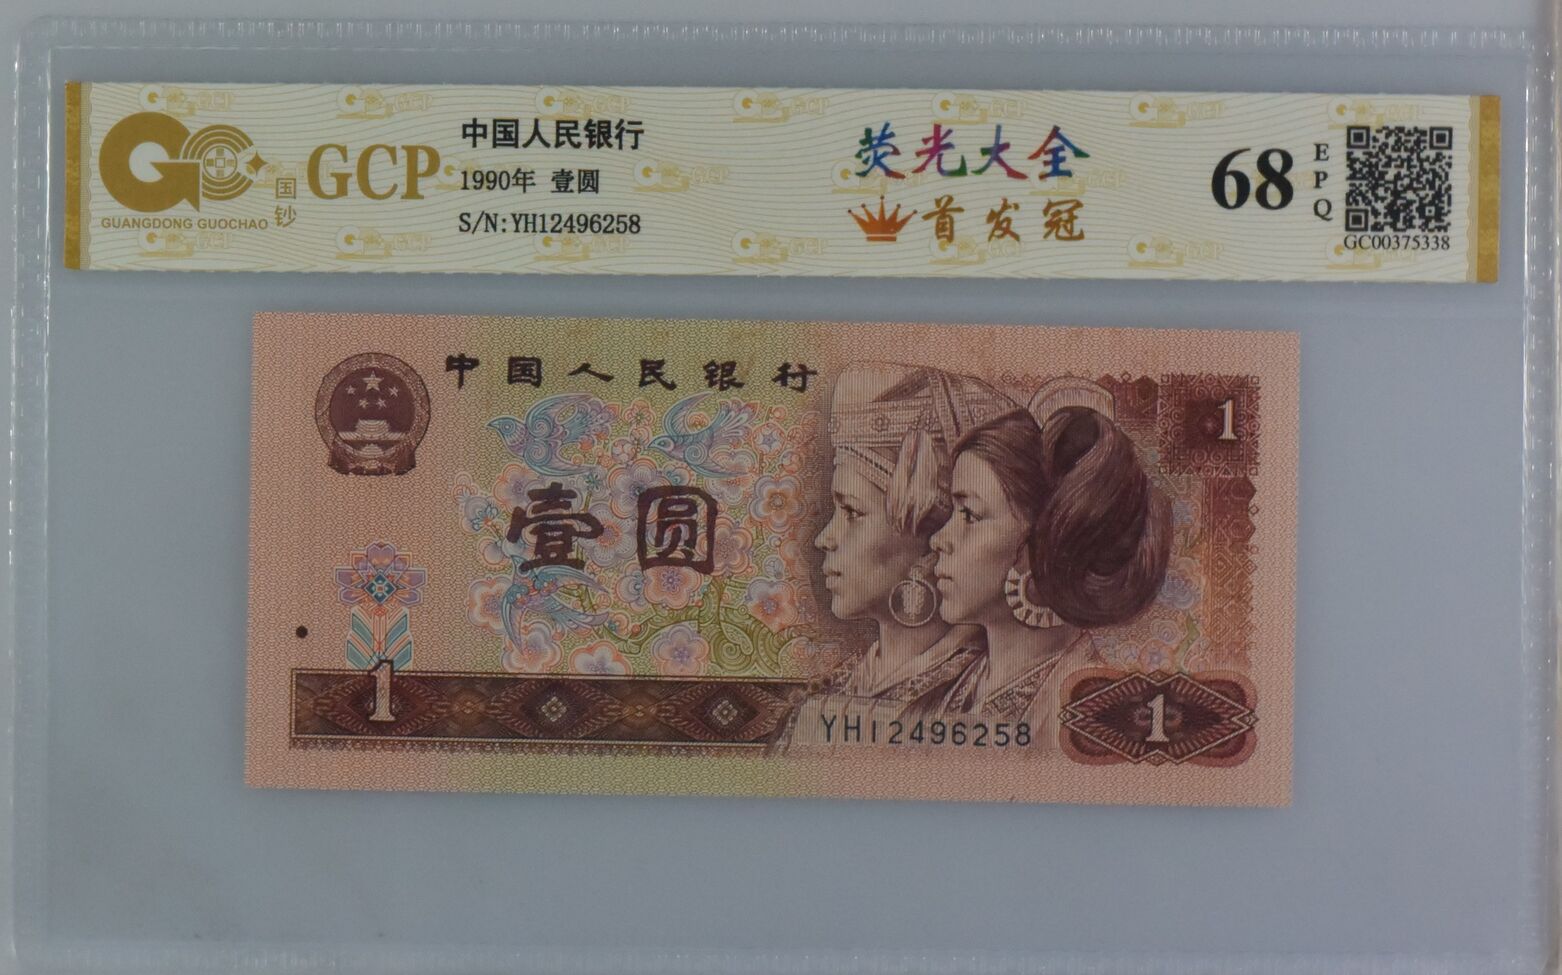 GCP
国钞
GUANGDONG GUOCHAO
中国人民银行
1990年 壹圆
S/N:YH12496258
荧光大全
首发冠
68
EPQ
GC00375338
中国人民银行
1
壹圆
1
YH12496258
1